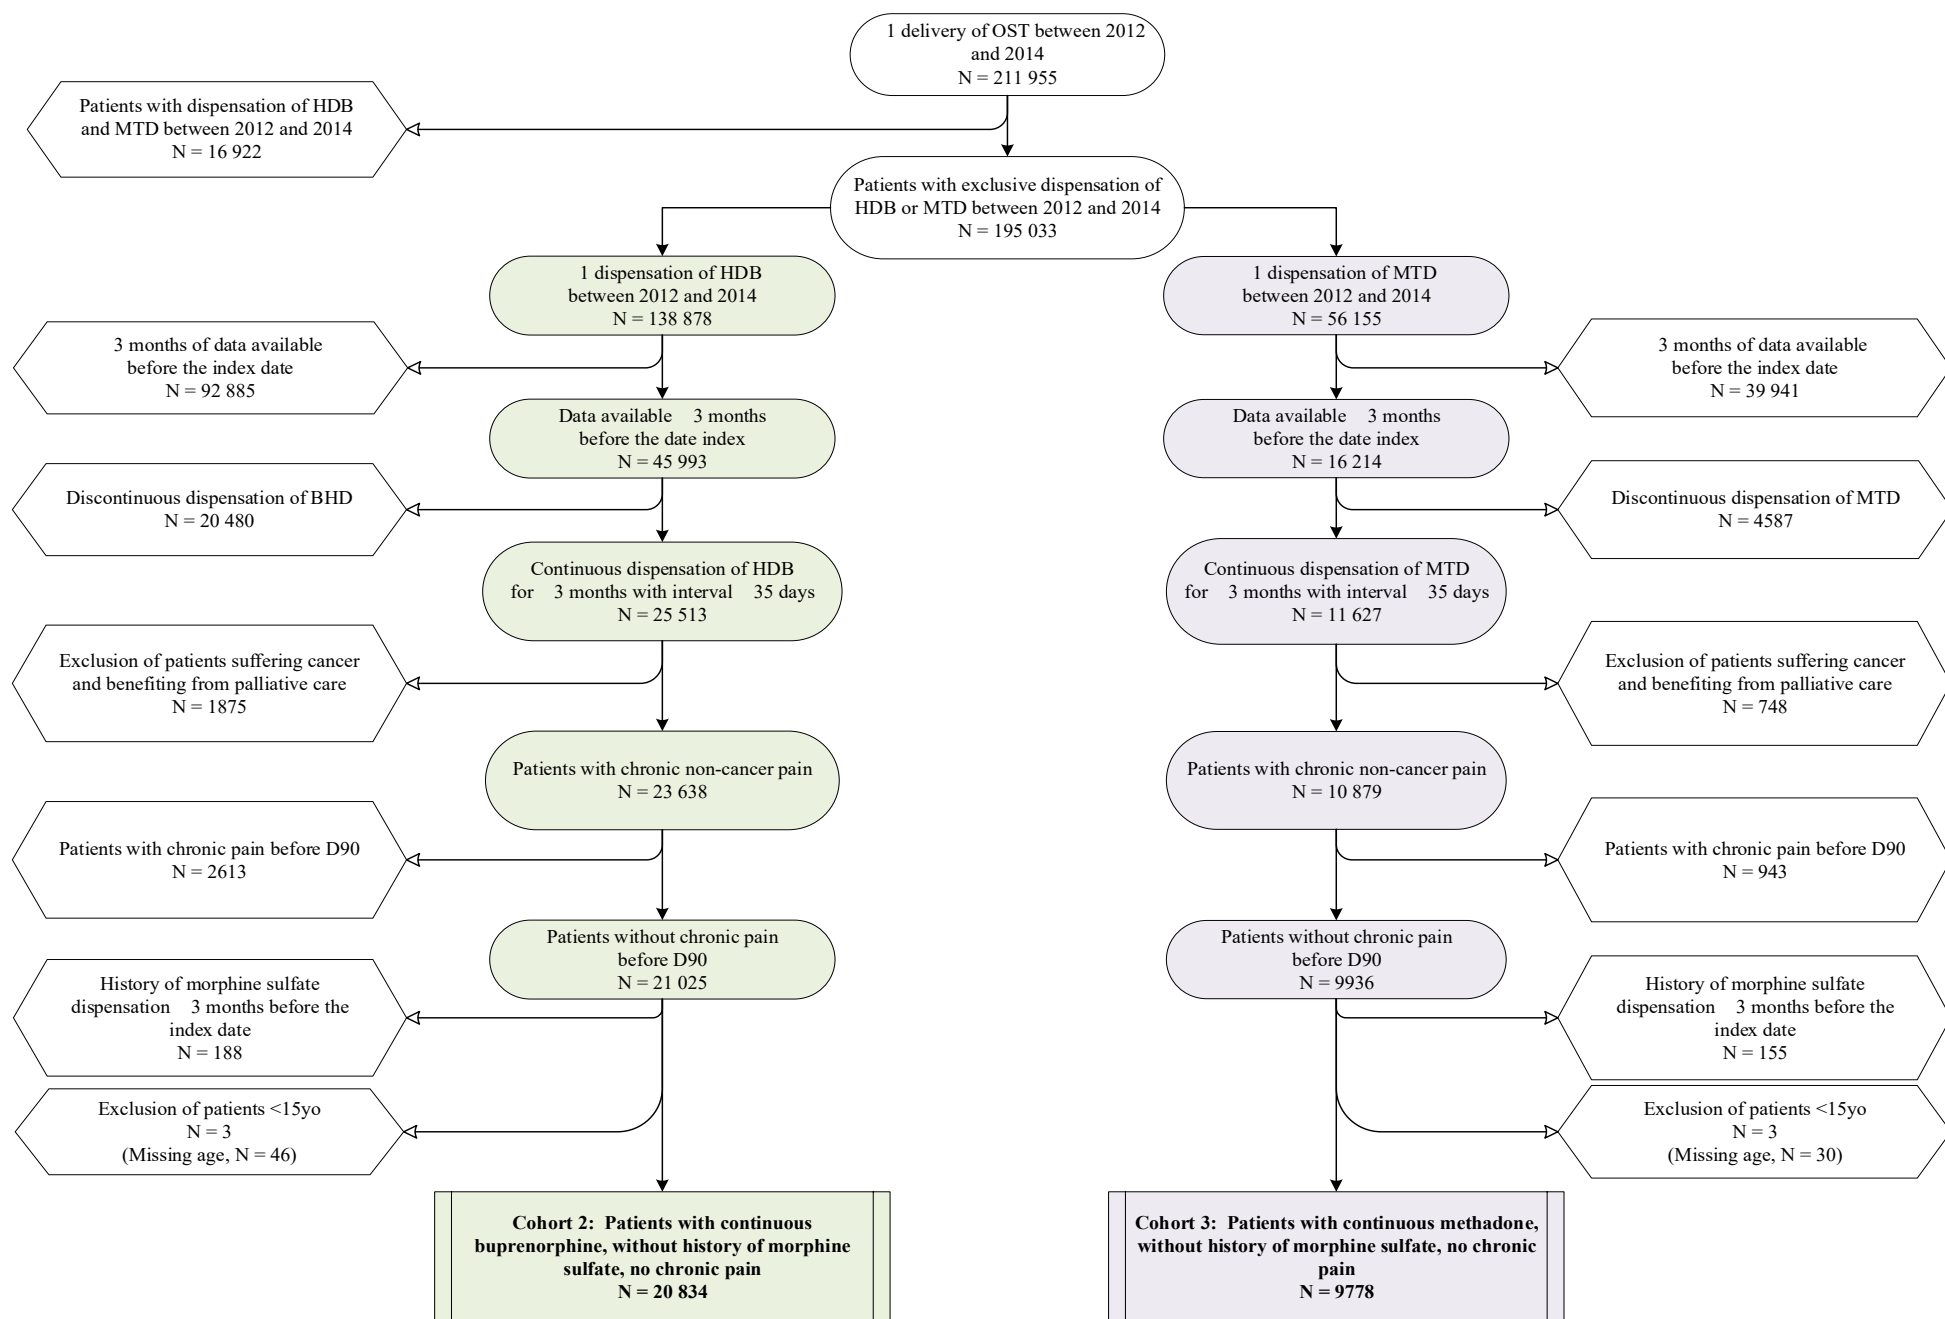 1 delivery of OST between 2012
and 2014
N = 211 955
Patients with dispensation of HDB
and MTD between 2012 and 2014
N = 16 922
Patients with exclusive dispensation of
HDB or MTD between 2012 and 2014
N = 195 033
1 dispensation of HDB
between 2012 and 2014
N = 138 878
1 dispensation of MTD
between 2012 and 2014
N = 56 155
3 months of data available
before the index date
N = 92 885
3 months of data available
before the index date
N = 39 941
Data available 3 months
before the date index
N = 45 993
Data available 3 months
before the date index
N = 16 214
Discontinuous dispensation of BHD
N = 20 480
Discontinuous dispensation of MTD
N = 4587
Continuous dispensation of HDB
for 3 months with interval 35 days
N = 25 513
Continuous dispensation of MTD
for 3 months with interval 35 days
N = 11 627
Exclusion of patients suffering cancer
and benefiting from palliative care
N = 1875
Exclusion of patients suffering cancer
and benefiting from palliative care
N = 748
Patients with chronic non-cancer pain
N = 23 638
Patients with chronic non-cancer pain
N = 10 879
Patients with chronic pain before D90
N = 2613
Patients with chronic pain before D90
N = 943
Patients without chronic pain
before D90
N = 21 025
Patients without chronic pain
before D90
N = 9936
History of morphine sulfate
dispensation 3 months before the
index date
N = 188
History of morphine sulfate
dispensation 3 months before the
index date
N = 155
Exclusion of patients <15yo
N = 3
(Missing age, N = 46)
Exclusion of patients <15yo
N = 3
(Missing age, N = 30)
Cohort 2: Patients with continuous
buprenorphine, without history of morphine
sulfate, no chronic pain
N = 20 834
Cohort 3: Patients with continuous methadone,
without history of morphine sulfate, no chronic
pain
N = 9778